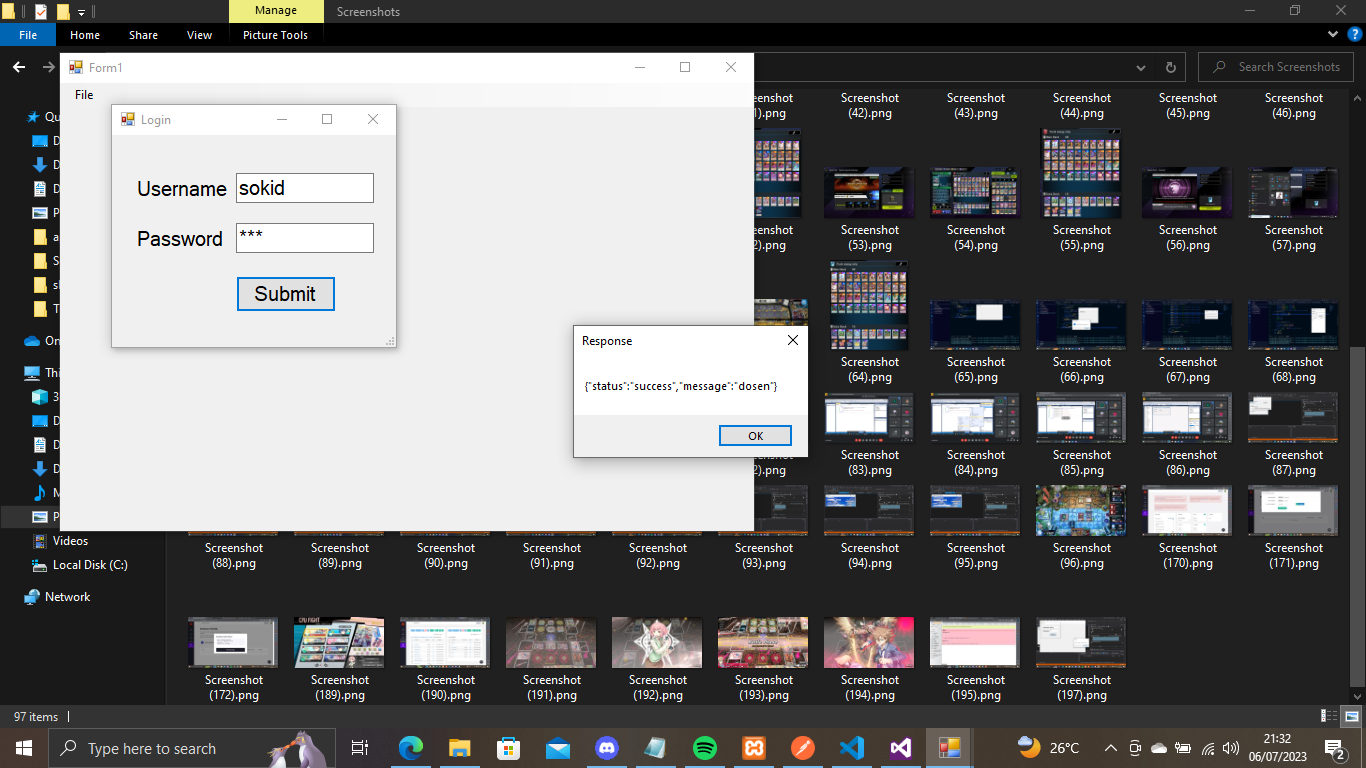 Manage
Screenshots
File
Home
Share
View
Picture Tools
Search Screenshots
Form1
File
Login
Username
sokid
Password
***
Submit
Response
{"status":"success","message":"dosen"}
OK
Screenshot
(42).png
Screenshot
(43).png
Screenshot
(44).png
Screenshot
(45).png
Screenshot
(46).png
Screenshot
(53).png
Screenshot
(54).png
Screenshot
(55).png
Screenshot
(56).png
Screenshot
(57).png
Screenshot
(64).png
Screenshot
(65).png
Screenshot
(66).png
Screenshot
(67).png
Screenshot
(68).png
Screenshot
(83).png
Screenshot
(84).png
Screenshot
(85).png
Screenshot
(86).png
Screenshot
(87).png
Videos
Local Disk (C:)
Network
Screenshot
(88).png
Screenshot
(89).png
Screenshot
(90).png
Screenshot
(91).png
Screenshot
(92).png
Screenshot
(93).png
Screenshot
(94).png
Screenshot
(95).png
Screenshot
(96).png
Screenshot
(170).png
Screenshot
(171).png
Screenshot
(172).png
Screenshot
(189).png
Screenshot
(190).png
Screenshot
(191).png
Screenshot
(192).png
Screenshot
(193).png
Screenshot
(194).png
Screenshot
(195).png
Screenshot
(197).png
97 items
Type here to search
26°C
21:32
06/07/2023
2